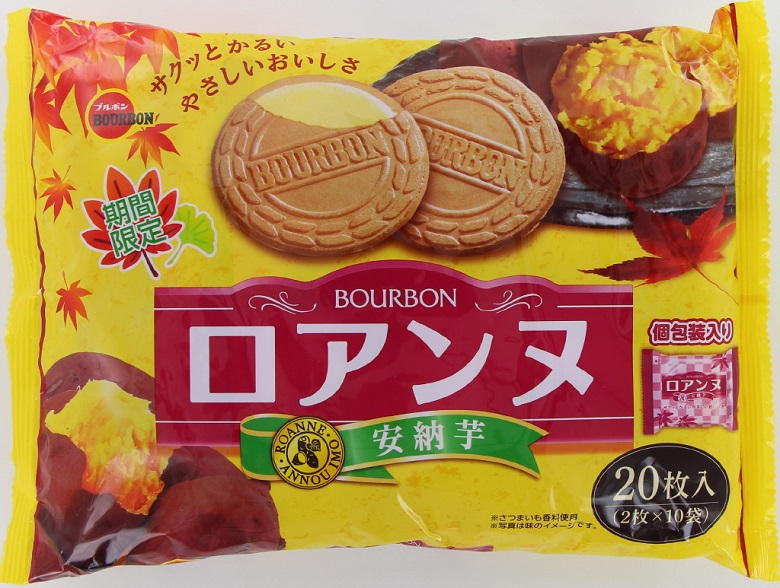 サクッとかるい
やさしいおいしさ
ブルボン
BOURBON
BOURBON
BOURBON
期間
限定
BOURBON
ロアンヌ
個包装入り
ロアンヌ
安納芋
ROANNE
ANNOU IMO
20枚入
(2枚×10袋)
※さつまいも香料使用
※写真は味のイメージです。